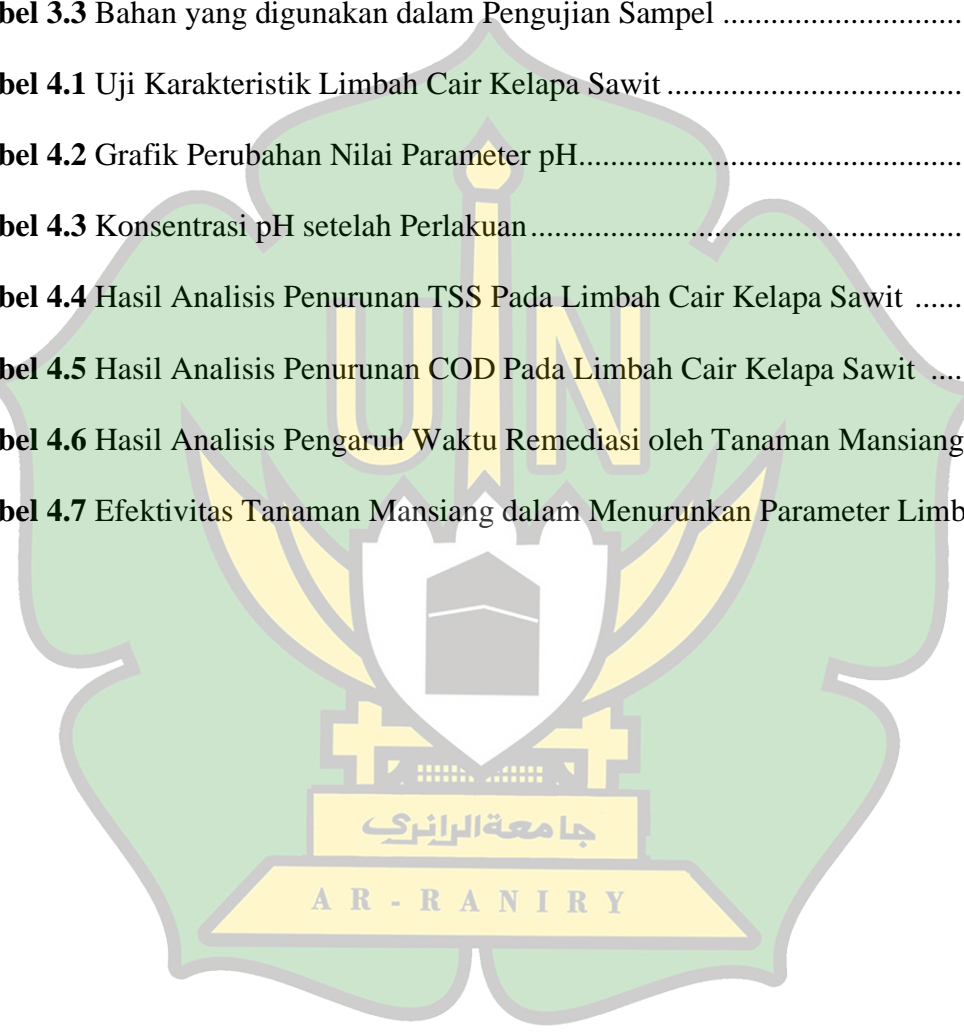 bel 3.3 Bahan yang digunakan dalam Pengujian Sampel ..............................
bel 4.1 Uji Karakteristik Limbah Cair Kelapa Sawit ....................................
bel 4.2 Grafik Perubahan Nilai Parameter pH...............................................
bel 4.3 Konsentrasi pH setelah Perlakuan .....................................................
bel 4.4 Hasil Analisis Penurunan TSS Pada Limbah Cair Kelapa Sawit ......
bel 4.5 Hasil Analisis Penurunan COD Pada Limbah Cair Kelapa Sawit ....
bel 4.6 Hasil Analisis Pengaruh Waktu Remediasi oleh Tanaman Mansiang
bel 4.7 Efektivitas Tanaman Mansiang dalam Menurunkan Parameter Limb
UIN
جامعةالرانري
AR-RANIRY